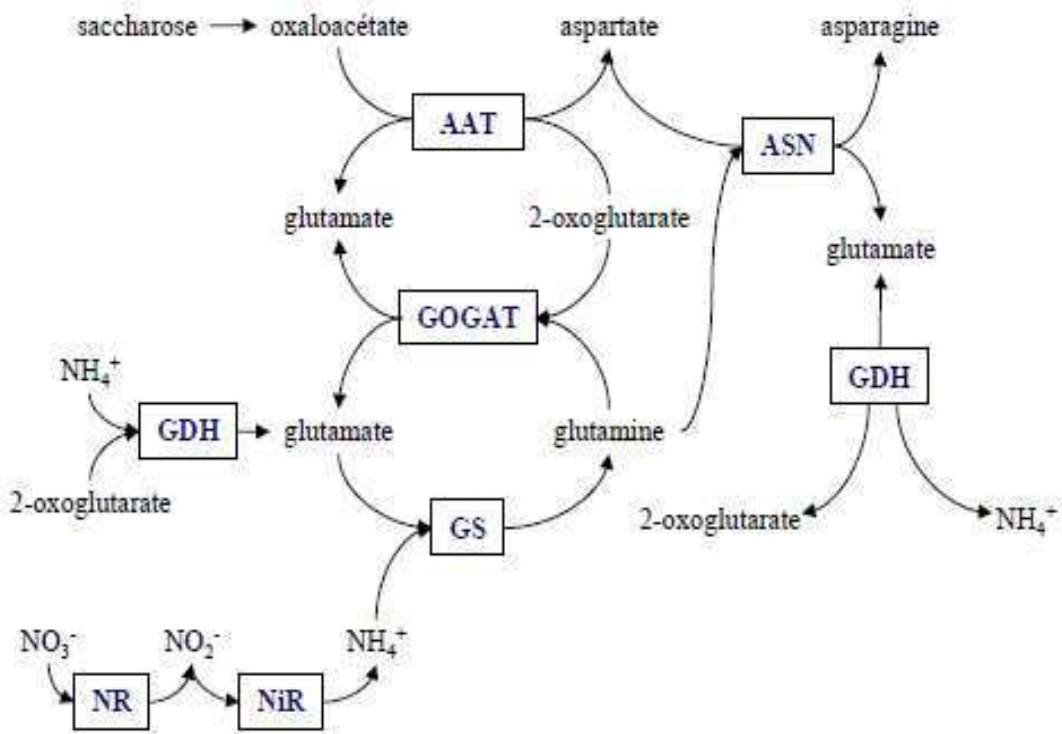 saccharose → oxaloacétate aspartate asparagine
AAT
ASN
glutamate 2-oxoglutarate
glutamate
GOGAT
NH₄⁺
GDH
GDH glutamate glutamine
2-oxoglutarate
2-oxoglutarate NH₄⁺
GS
NO₃⁻ NO₂⁻ NH₄⁺
NR NiR